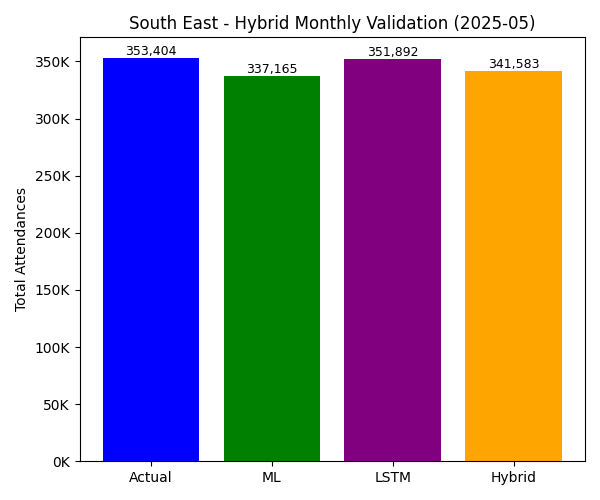 South East - Hybrid Monthly Validation (2025-05)
353,404
337,165
351,892
341,583
350K
300K
250K
200K
150K
100K
50K
0K
Total Attendances
Actual
ML
LSTM
Hybrid